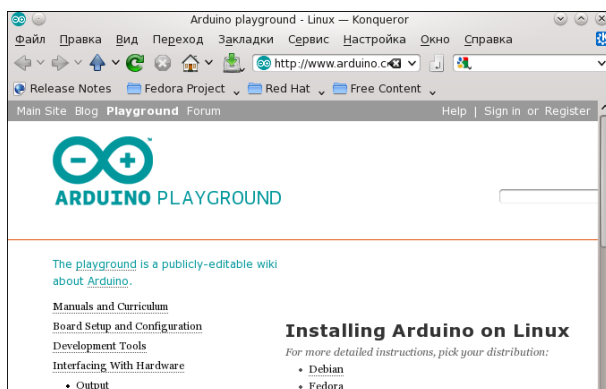 Arduino playground - Linux — Konqueror
Файл Правка Вид Переход Закладки Сервис Настройка Окно Справка
http://www.arduino.c
Release Notes Fedora Project Red Hat Free Content
Main Site Blog Playground Forum Help | Sign in or Register
ARDUINO PLAYGROUND
The playground is a publicly-editable wiki
about Arduino.
Manuals and Curriculum
Board Setup and Configuration
Development Tools
Interfacing With Hardware
• Output
Installing Arduino on Linux
For more detailed instructions, pick your distribution:
• Debian
• Fedora